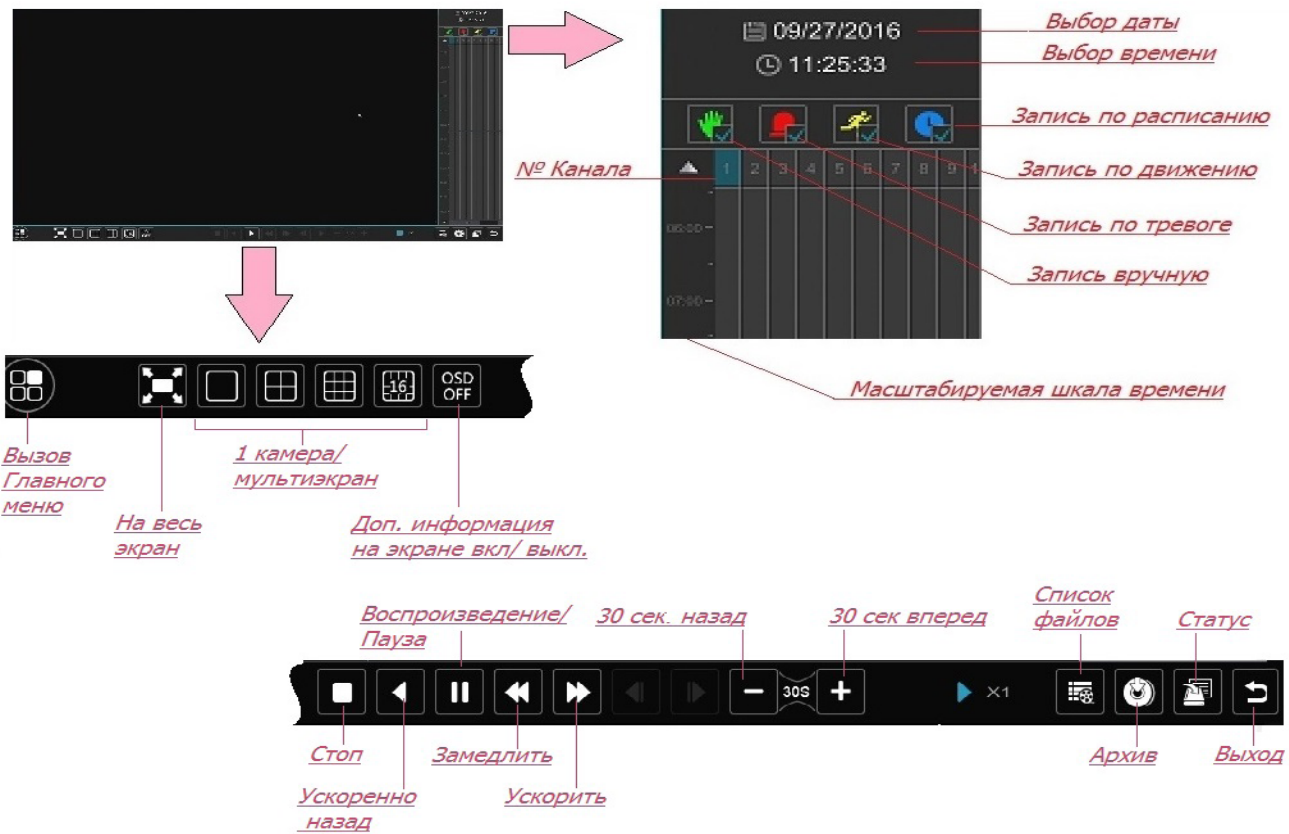 09/27/2016
Выбор даты
11:25:33
Выбор времени
Запись по расписанию
№ Канала
1 2 3 4 5 6 7 8 9
Запись по движению
Запись по тревоге
06:00
Запись вручную
07:00
Масштабируемая шкала времени
16
OSD
OFF
Вызов
Главного
меню
На весь
экран
1 камера/
мультиэкран
Доп. информация
на экране вкл/ выкл.
Воспроизведение/
Пауза
30 сек. назад
30 сек вперед
Список
файлов
Статус
30S
X1
Стоп
Ускоренно
назад
Замедлить
Ускорить
Архив
Выход